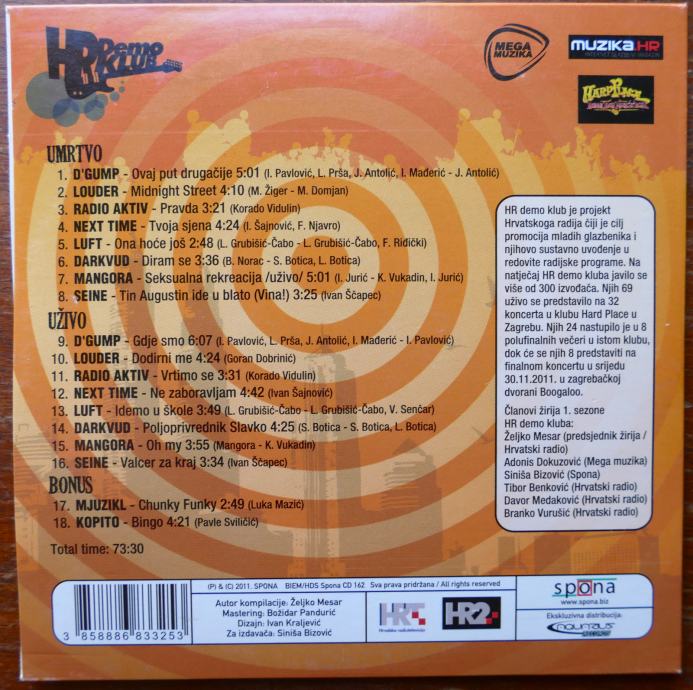 HR Demo
KLUB
MEGA
MUZIKA
MUZIKA.HR
HARD PLACE
UMRTVO
1. D'GUMP - Ovaj put drugačije 5:01 (I. Pavlović, L. Prša, J. Antolić, I. Mađerić - J. Antolić)
2. LOUDER - Midnight Street 4:10 (M. Žiger - M. Domjan)
3. RADIO AKTIV - Pravda 3:21 (Korado Vidulin)
4. NEXT TIME - Tvoja sjena 4:24 (I. Šajnović, F. Njavro)
5. LUFT - Ona hoće još 2:48 (L. Grubišić-Čabo - L. Grubišić-Čabo, F. Riđički)
6. DARKVUD - Diram se 3:36 (B. Norac - S. Botica, L. Botica)
7. MANGORA - Seksualna rekreacija /uživo/ 5:01 (I. Jurić - K. Vukadin, I. Jurić)
8. SEINE - Tin Augustin ide u blato (Vina!) 3:25 (Ivan Ščapec)
UŽIVO
9. D'GUMP - Gdje smo 6:07 (I. Pavlović, L. Prša, J. Antolić, I. Mađerić - I. Pavlović)
10. LOUDER - Dodirni me 4:24 (Goran Dobrinić)
11. RADIO AKTIV - Vrtimo se 3:31 (Korado Vidulin)
12. NEXT TIME - Ne zaboravljam 4:42 (Ivan Šajnović)
13. LUFT - Idemo u škole 3:49 (L. Grubišić-Čabo - L. Grubišić-Čabo, V. Senčar)
14. DARKVUD - Poljoprivrednik Slavko 4:25 (S. Botica - S. Botica, L. Botica)
15. MANGORA - Oh my 3:55 (Mangora - K. Vukadin)
16. SEINE - Valcer za kraj 3:34 (Ivan Ščapec)
BONUS
17. MJUZIKL - Chunky Funky 2:49 (Luka Mazić)
18. KOPITO - Bingo 4:21 (Pavle Sviličić)
Total time: 73:30
HR demo klub je projekt
Hrvatskoga radija čiji je cilj
promocija mladih glazbenika i
njihovo sustavno uvođenje u
redovite radijske programe. Na
natječaj HR demo kluba javilo se
više od 300 izvođača. Njih 69
uživo se predstavilo na 32
koncerta u klubu Hard Place u
Zagrebu. Njih 24 nastupilo je u 8
polufinalnih večeri u istom klubu,
dok će se njih 8 predstaviti na
finalnom koncertu u srijedu
30.11.2011. u zagrebačkoj
dvorani Boogaloo.
Članovi žirija 1. sezone
HR demo kluba:
Željko Mesar (predsjednik žirija /
Hrvatski radio)
Adonis Dokuzović (Mega muzika)
Siniša Bizović (Spona)
Tibor Benković (Hrvatski radio)
Davor Medaković (Hrvatski radio)
Branko Vurušić (Hrvatski radio)
3 858886 833253
(P) & (C) 2011. SPONA BIEM/HDS Spona CD 162 Sva prava pridržana / All rights reserved
Autor kompilacije: Željko Mesar
Mastering: Božidar Pandurić
Dizajn: Ivan Kraljević
Za izdavača: Siniša Bizović
HRT
Hrvatska radiotelevizija
HR2
spona
www.spona.biz
Ekskluzivna distribucija:
AQUARIUS
RECORDS